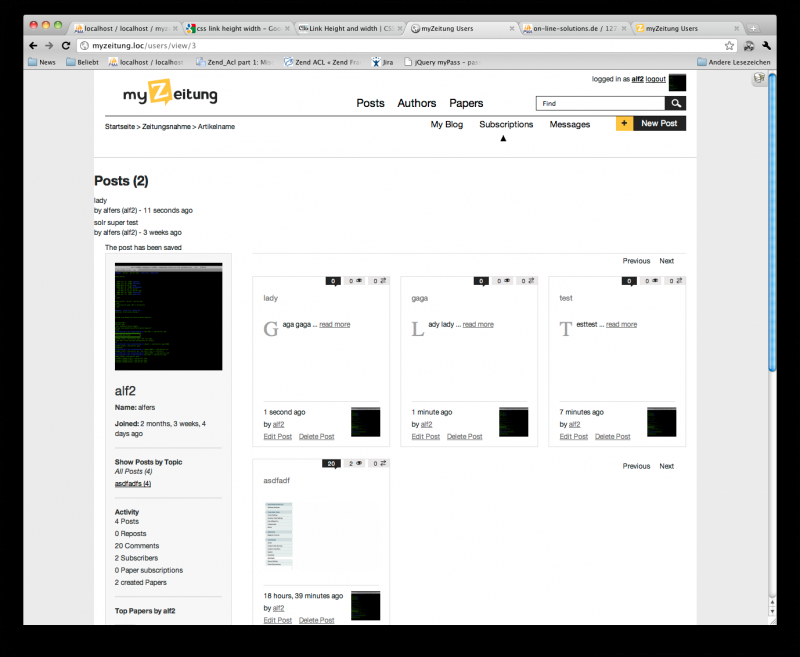 localhost / localhost / myz
css link height width - Goo
Link Height and width | CSS
myZeitung Users
on-line-solutions.de / 127
myZeitung Users
myzeitung.loc/users/view/3
News
Beliebt
localhost / localhost
Zend_Acl part 1: Mis
Zend ACL + Zend Fra
Jira
jQuery myPass - pas
Andere Lesezeichen
logged in as alf2 logout
myZeitung
Posts
Authors
Papers
Find
Startseite > Zeitungsnahme > Artikelname
My Blog
Subscriptions
Messages
+ New Post
Posts (2)
lady
by alfers (alf2) - 11 seconds ago
soir super test
by alfers (alf2) - 3 weeks ago
The post has been saved
Previous Next
alf2
Name: alfers
Joined: 2 months, 3 weeks, 4
days ago
Show Posts by Topic
All Posts (4)
asdfadfs (4)
Activity
4 Posts
0 Reposts
20 Comments
2 Subscribers
0 Paper subscriptions
2 created Papers
Top Papers by alf2
0 0 0
lady
G aga gaga ... read more
1 second ago
by alf2
Edit Post Delete Post
0 0 0
gaga
L ady lady ... read more
1 minute ago
by alf2
Edit Post Delete Post
0 0 0
test
T esttest ... read more
7 minutes ago
by alf2
Edit Post Delete Post
20 2 0
asdfadf
18 hours, 39 minutes ago
by alf2
Edit Post Delete Post
Previous Next